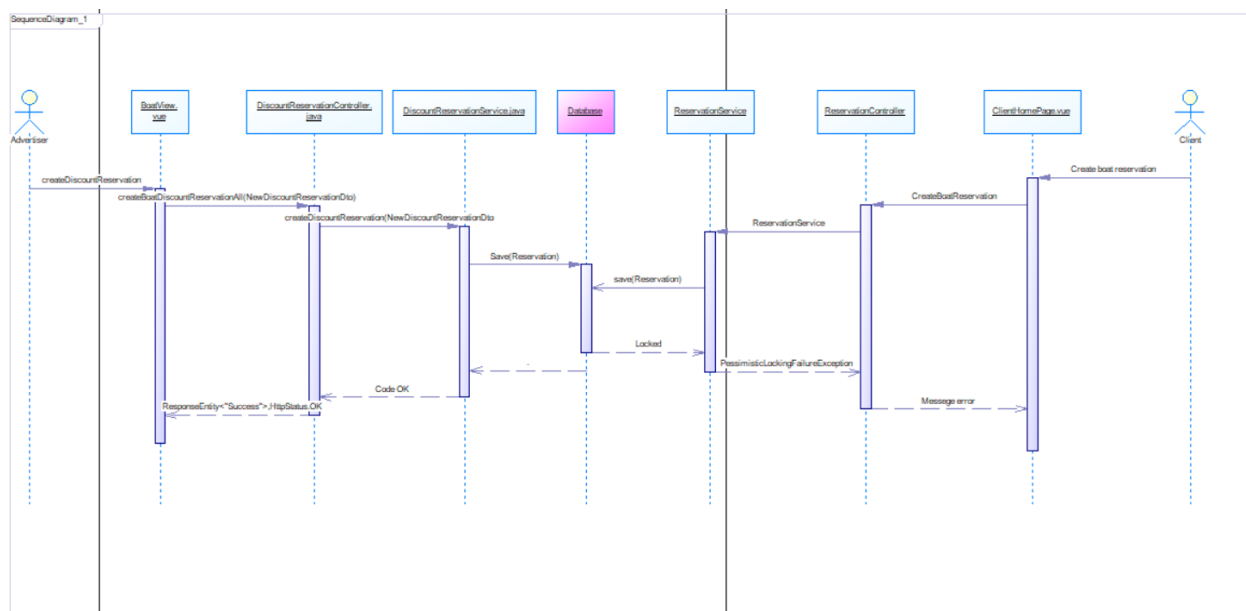 SequenceDiagram_1
BoatView.
vue
DiscountReservationController.
java
DiscountReservationService.java
Database
ReservationService
ReservationController
ClientHomePage.vue
Advertiser
Client
createDiscountReservation
Create boat reservation
createBoatDiscountReservationAll(NewDiscountReservationDto)
CreateBoatReservation
createDiscountReservation(NewDiscountReservationDto
ReservationService
Save(Reservation)
save(Reservation)
Locked
PessimisticLockingFailureException
.
Code OK
Messege error
ResponseEntity<"Success">,HttpStatus.OK